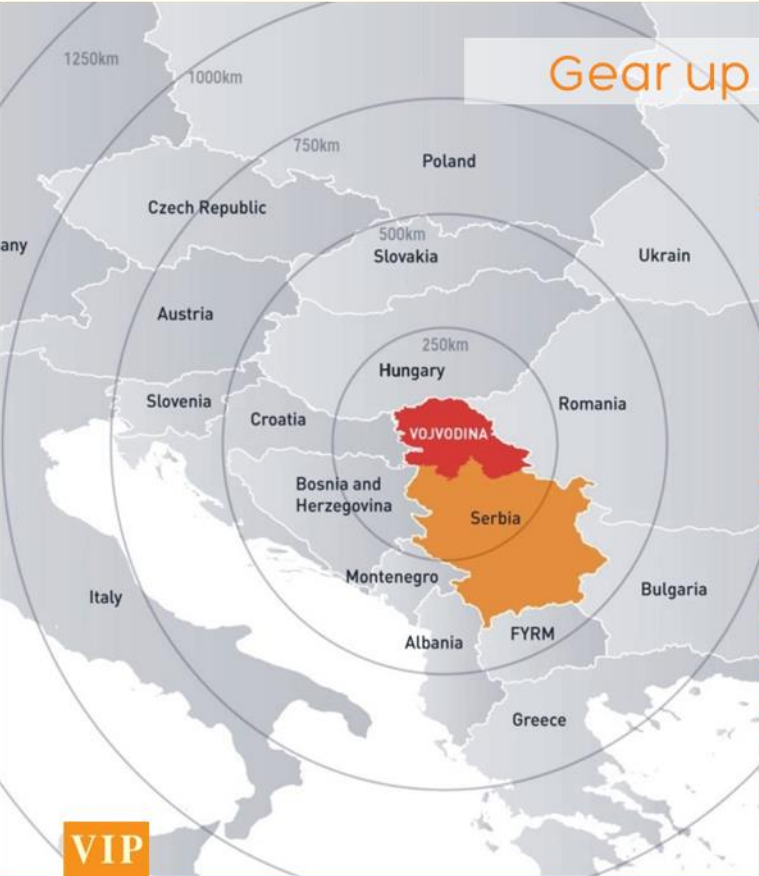 1250km
1000km
Gear up
750km
Poland
Czech Republic
500km
any
Slovakia
Ukrain
Austria
250km
Hungary
Slovenia
Romania
Croatia
VOJVODINA
Bosnia and
Herzegovina
Serbia
Montenegro
Bulgaria
Italy
FYRM
Albania
Greece
VIP